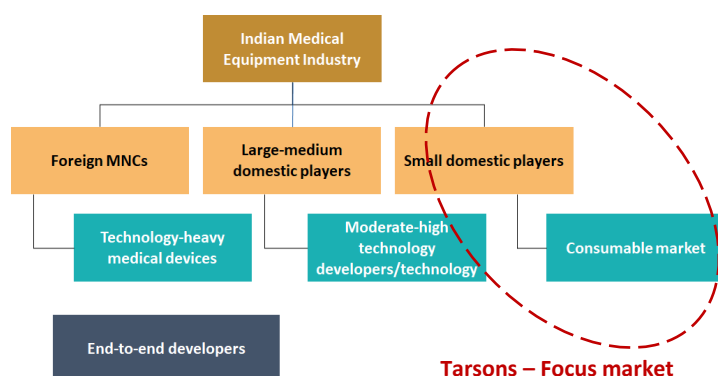 Indian Medical
Equipment Industry
Foreign MNCs
Large-medium
domestic players
Small domestic players
Technology-heavy
medical devices
Moderate-high
technology
developers/technology
Consumable market
End-to-end developers
Tarsons – Focus market